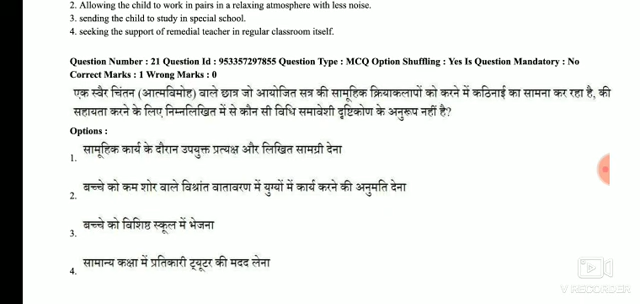 2. Allowing the child to work in pairs in a relaxing atmosphere with less noise.
3. sending the child to study in special school.
4. seeking the support of remedial teacher in regular classroom itself.
Question Number : 21 Question Id : 953357297855 Question Type : MCQ Option Shuffling : Yes Is Question Mandatory : No
Correct Marks : 1 Wrong Marks : 0
एक स्वैर चिंतन (आत्मविमोह) वाले छात्र जो आयोजित सत्र की सामूहिक क्रियाकलापों को करने में कठिनाई का सामना कर रहा है, की
सहायता करने के लिए निम्नलिखित में से कौन सी विधि समावेशी दृष्टिकोण के अनुरूप नहीं है?
Options :
1. सामूहिक कार्य के दौरान उपयुक्त प्रत्यक्ष और लिखित सामग्री देना
2. बच्चे को कम शोर वाले विश्रांत वातावरण में युग्मों में कार्य करने की अनुमति देना
3. बच्चे को विशिष्ठ स्कूल में भेजना
4. सामान्य कक्षा में प्रतिकारी ट्यूटर की मदद लेना
V RECORDER